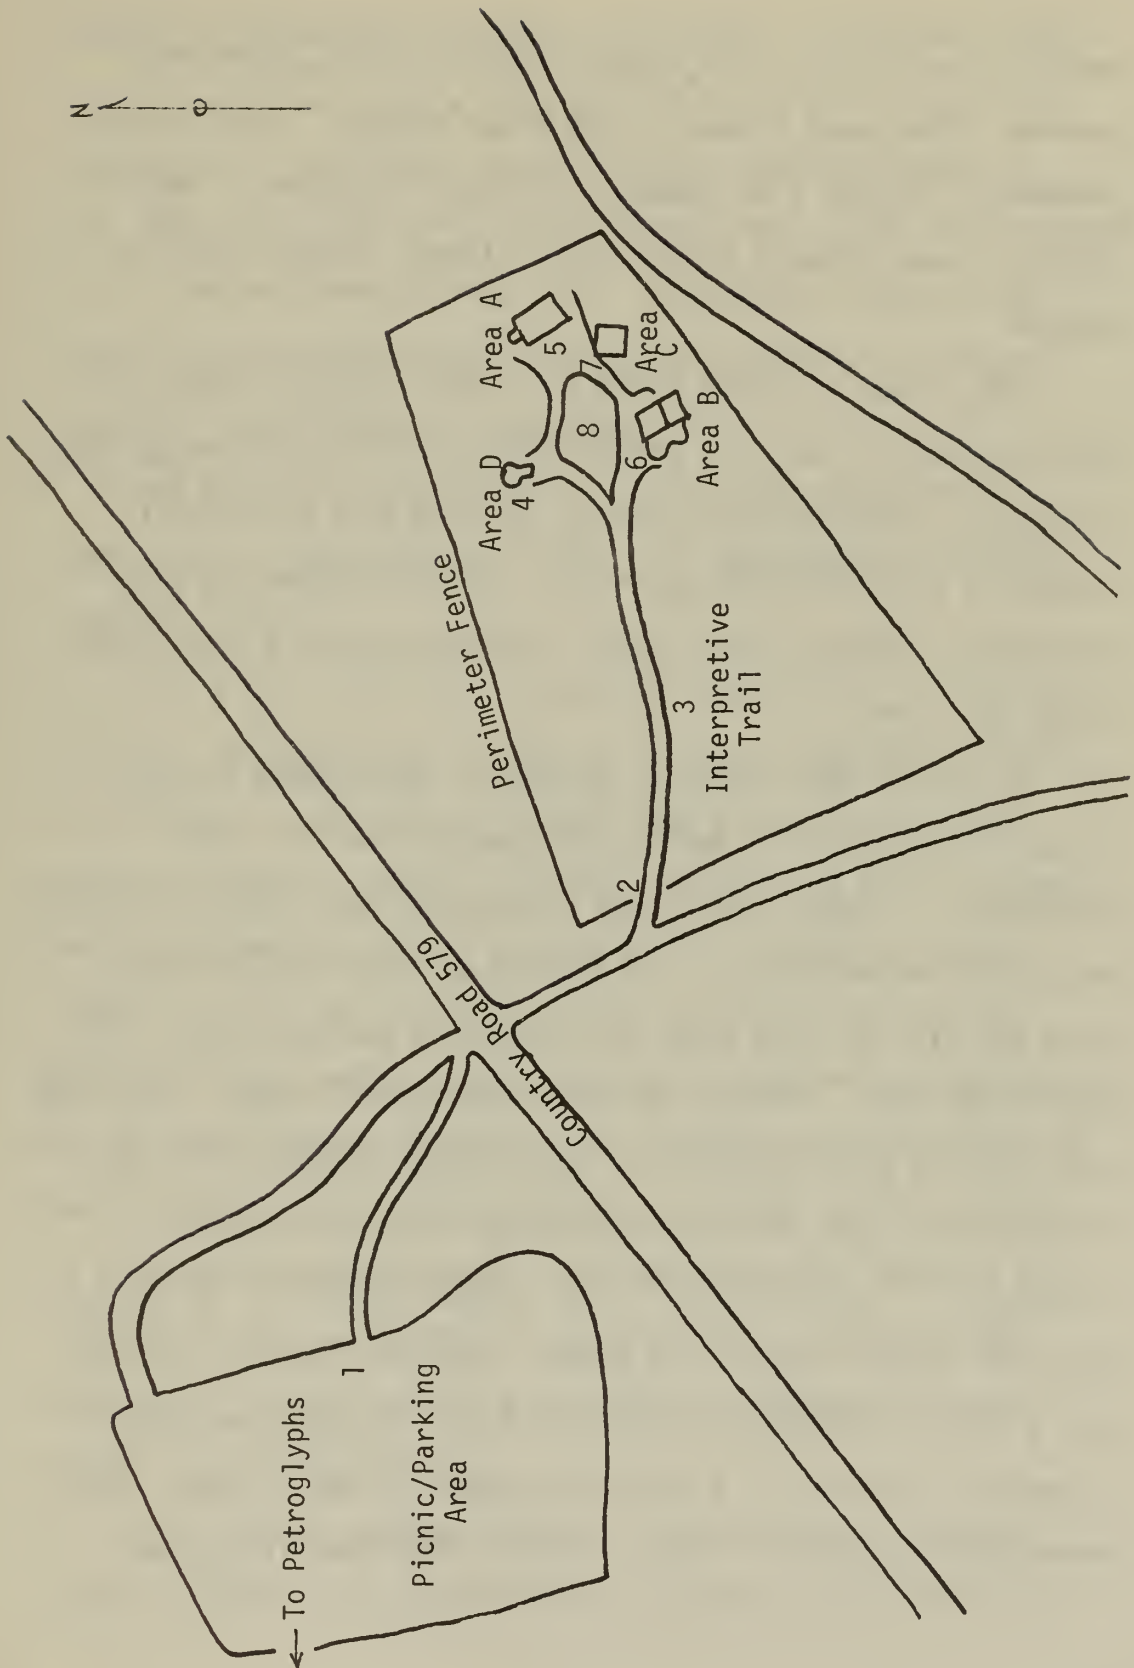 N
Area A
Area D
Area C
Area B
4
5
6
7
8
Perimeter Fence
3
Interpretive
Trail
2
Country Road 579
1
To Petroglyphs
Picnic/Parking
Area